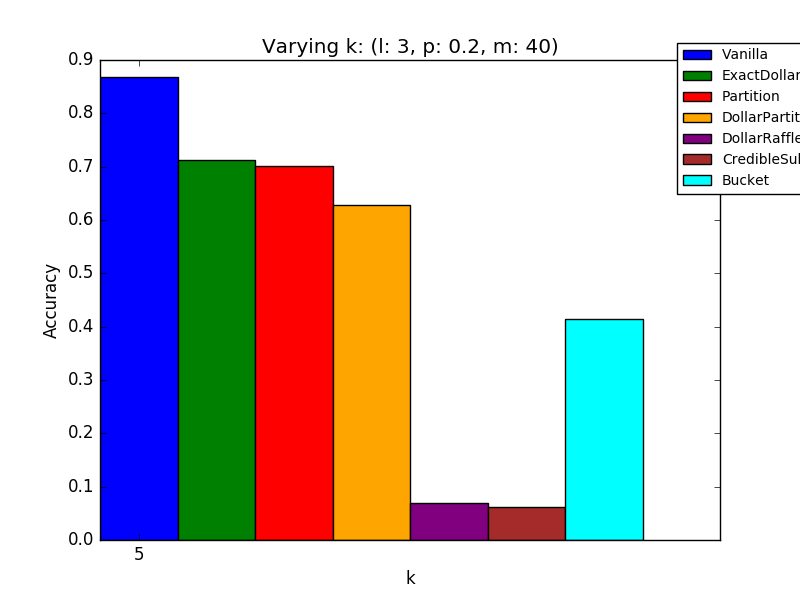 Varying k: (l: 3, p: 0.2, m: 40)
0.9
0.8
0.7
0.6
0.5
0.4
0.3
0.2
0.1
0.0
Accuracy
5
k
Vanilla
ExactDollar
Partition
DollarPartit
DollarRaffle
CredibleSu
Bucket